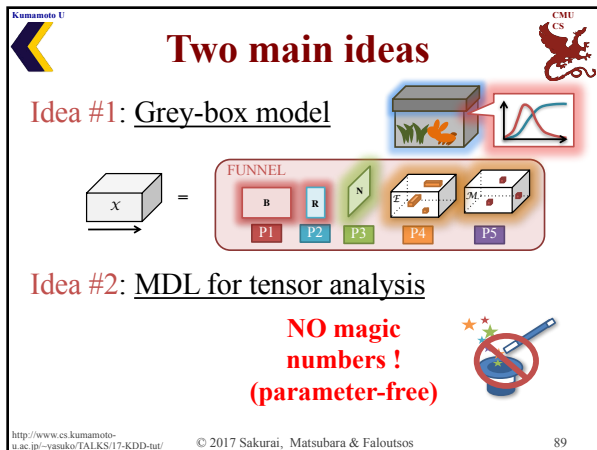 Kumamoto U
CMU
CS
Two main ideas
Idea #1: Grey-box model
X
=
FUNNEL
B
R
N
E
M
P1
P2
P3
P4
P5
Idea #2: MDL for tensor analysis
NO magic
numbers !
(parameter-free)
http://www.cs.kumamoto-
u.ac.jp/~yasuko/TALKS/17-KDD-tut/
© 2017 Sakurai, Matsubara & Faloutsos
89